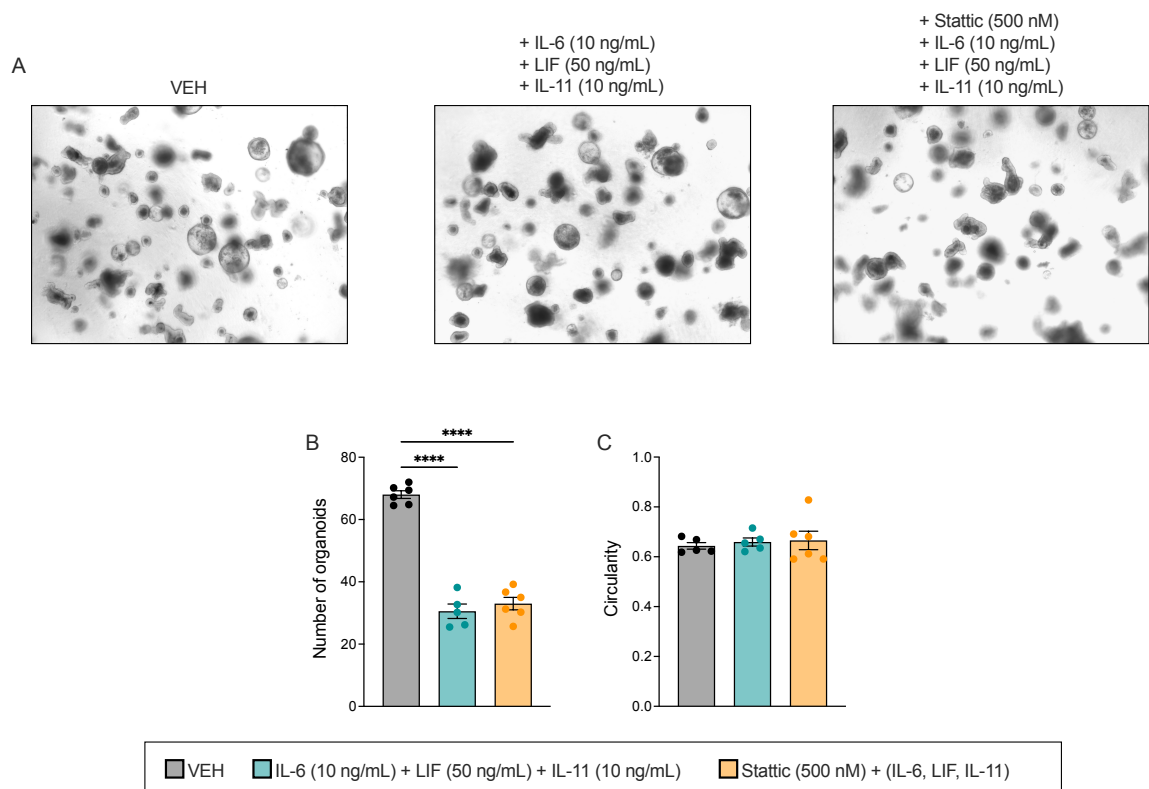 A
VEH
+ IL-6 (10 ng/mL)
+ LIF (50 ng/mL)
+ IL-11 (10 ng/mL)
+ Stattic (500 nM)
+ IL-6 (10 ng/mL)
+ LIF (50 ng/mL)
+ IL-11 (10 ng/mL)
B
****
****
Number of organoids
80
60
40
20
0
C
Circularity
1.0
0.8
0.6
0.4
0.2
0.0
VEH
IL-6 (10 ng/mL) + LIF (50 ng/mL) + IL-11 (10 ng/mL)
Stattic (500 nM) + (IL-6, LIF, IL-11)